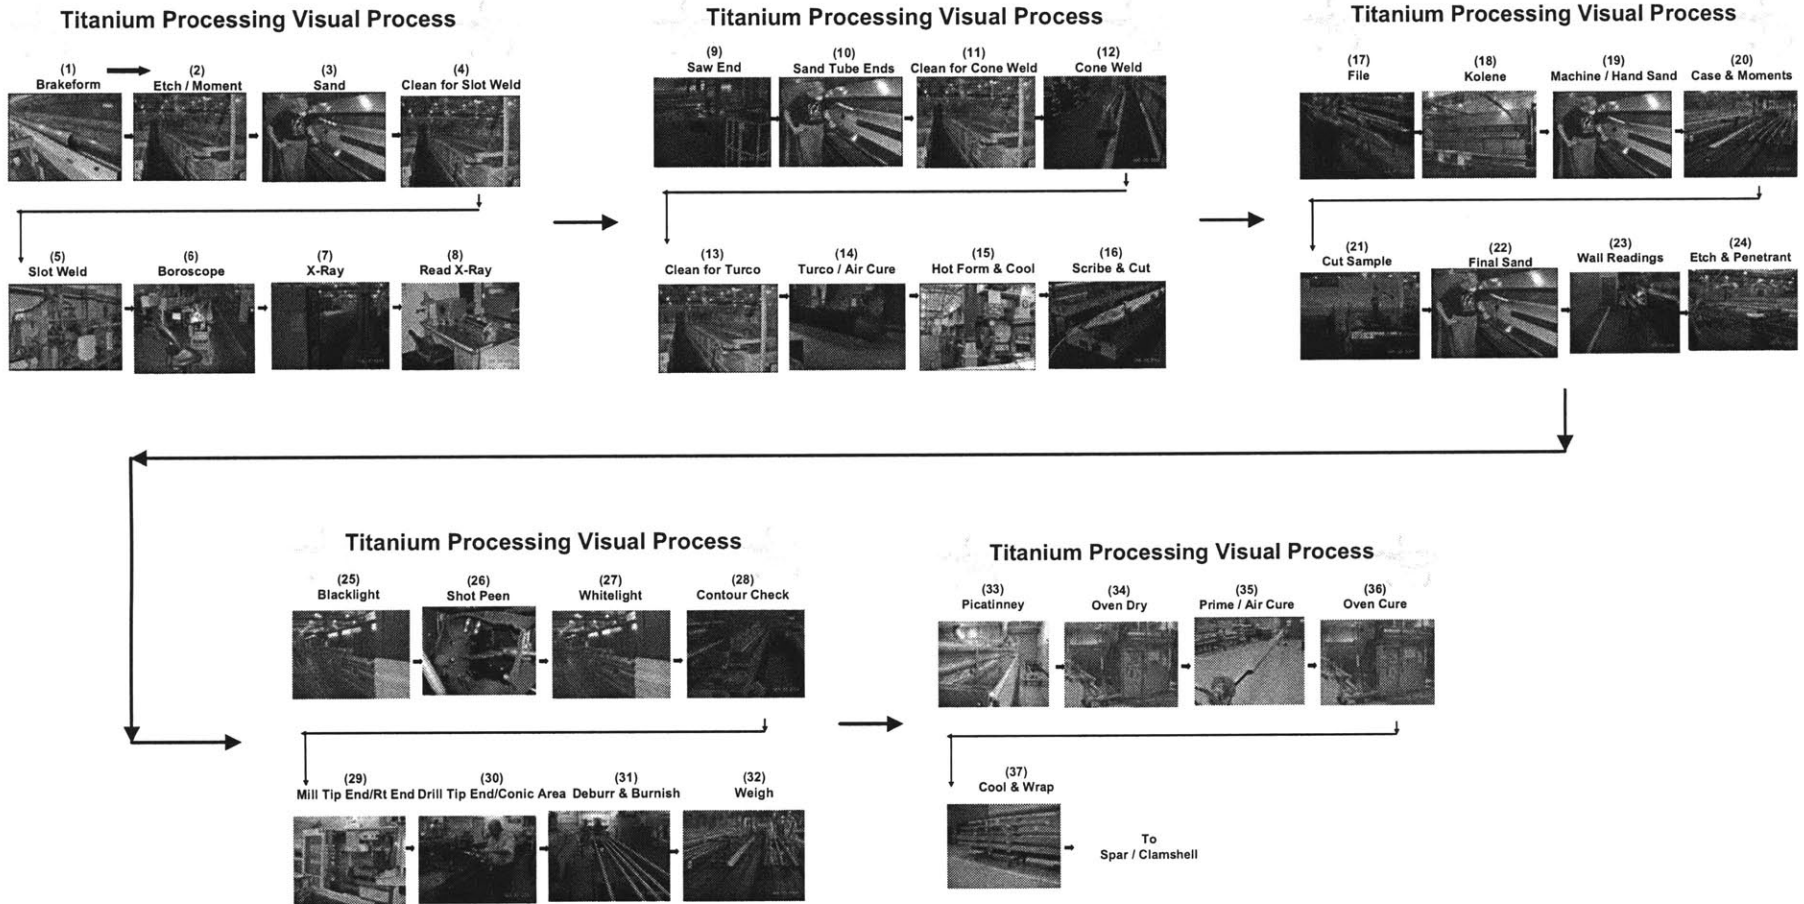 Titanium Processing Visual Process
(1)
Brakeform
(2)
Etch / Moment
(3)
Sand
(4)
Clean for Slot Weld
(5)
Slot Weld
(6)
Boroscope
(7)
X-Ray
(8)
Read X-Ray
Titanium Processing Visual Process
(9)
Saw End
(10)
Sand Tube Ends
(11)
Clean for Cone Weld
(12)
Cone Weld
(13)
Clean for Turco
(14)
Turco / Air Cure
(15)
Hot Form & Cool
(16)
Scribe & Cut
Titanium Processing Visual Process
(17)
File
(18)
Kolene
(19)
Machine / Hand Sand
(20)
Case & Moments
(21)
Cut Sample
(22)
Final Sand
(23)
Wall Readings
(24)
Etch & Penetrant
Titanium Processing Visual Process
(25)
Blacklight
(26)
Shot Peen
(27)
Whitelight
(28)
Contour Check
(29)
Mill Tip End/Rt End
(30)
Drill Tip End/Conic Area
(31)
Deburr & Burnish
(32)
Weigh
Titanium Processing Visual Process
(33)
Picatinney
(34)
Oven Dry
(35)
Prime / Air Cure
(36)
Oven Cure
(37)
Cool & Wrap
To
Spar / Clamshell